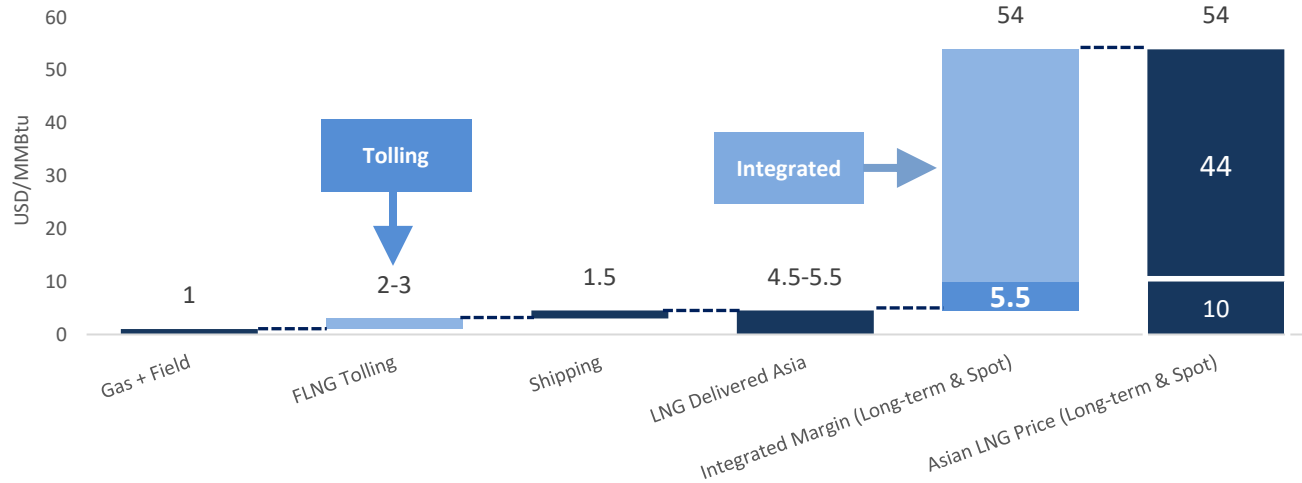 USD/MMBtu
60
50
40
30
20
10
0
54
54
Tolling
Integrated
44
1
2-3
1.5
4.5-5.5
5.5
10
Gas + Field
FLNG Tolling
Shipping
LNG Delivered Asia
Integrated Margin (Long-term & Spot)
Asian LNG Price (Long-term & Spot)